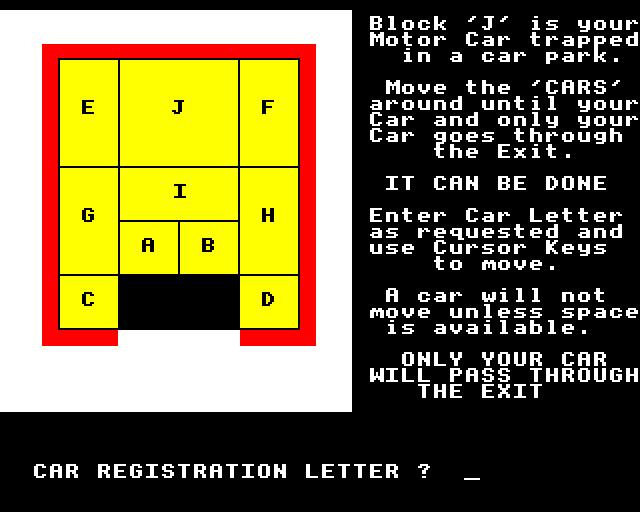 Block 'J' is your
Motor Car trapped
in a car park.
Move the 'CARS'
around until your
Car and only your
Car goes through
the Exit.
IT CAN BE DONE
Enter Car Letter
as requested and
use Cursor Keys
to move.
A car will not
move unless space
is available.
ONLY YOUR CAR
WILL PASS THROUGH
THE EXIT
E J F
I
G H
A B
C D
CAR REGISTRATION LETTER ? _